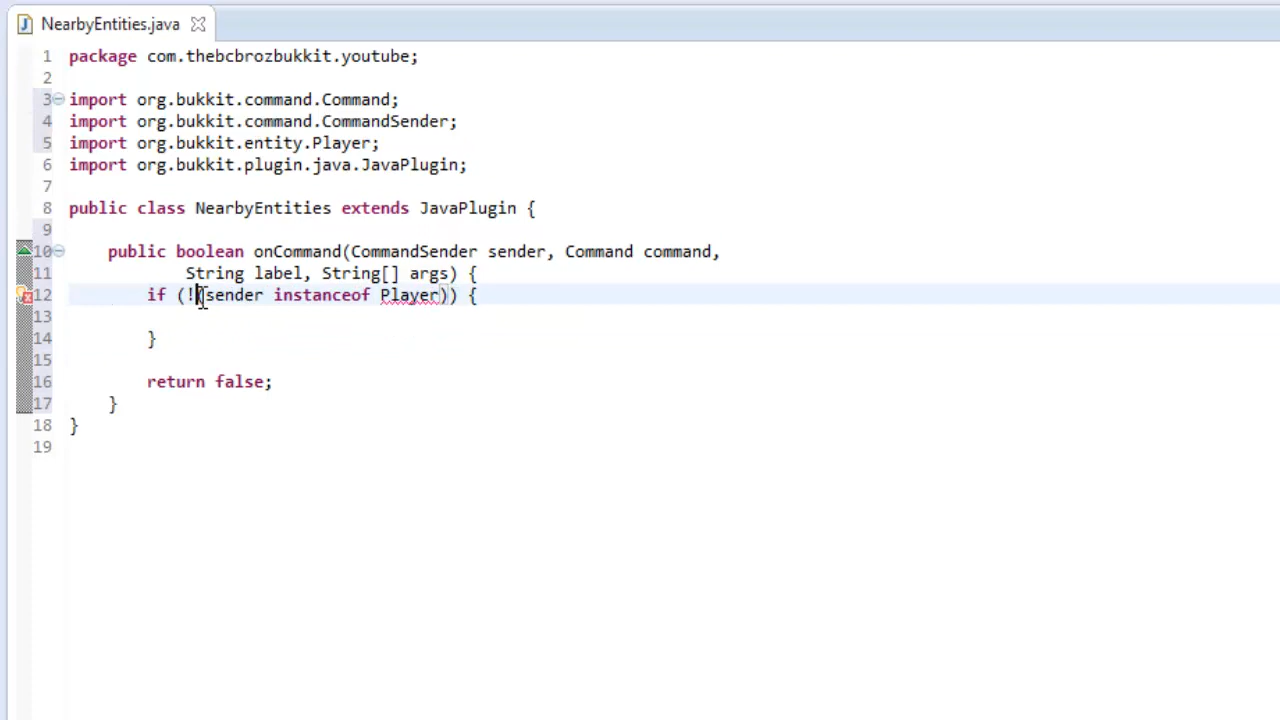 NearbyEntities.java
1 package com.thebcbrozbukkit.youtube;
2
3 import org.bukkit.command.Command;
4 import org.bukkit.command.CommandSender;
5 import org.bukkit.entity.Player;
6 import org.bukkit.plugin.java.JavaPlugin;
7
8 public class NearbyEntities extends JavaPlugin {
9
10 public boolean onCommand(CommandSender sender, Command command,
11 String label, String[] args) {
12 if (!(sender instanceof Player)) {
13
14 }
15
16 return false;
17 }
18 }
19